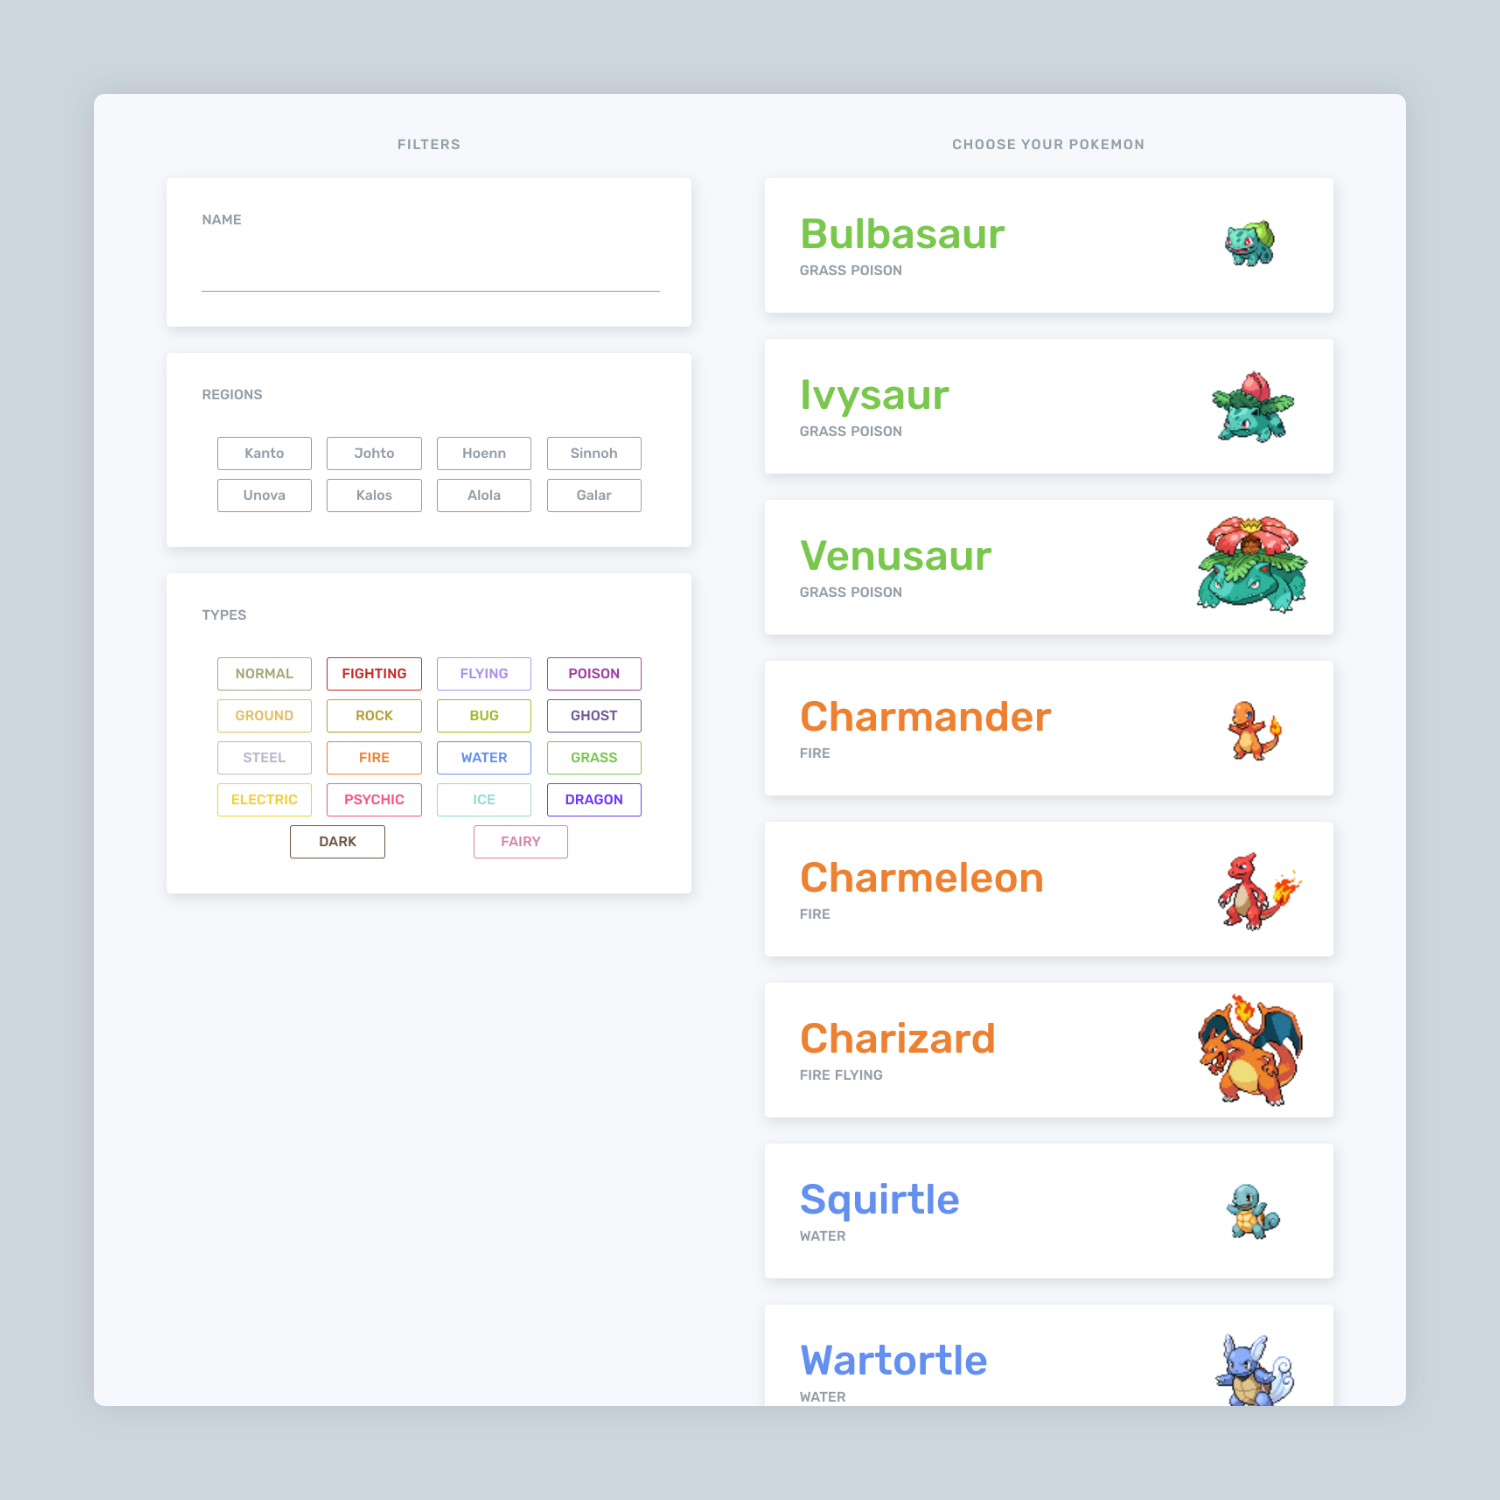 FILTERS
NAME
REGIONS
Kanto Johto Hoenn Sinnoh
Unova Kalos Alola Galar
TYPES
NORMAL FIGHTING FLYING POISON
GROUND ROCK BUG GHOST
STEEL FIRE WATER GRASS
ELECTRIC PSYCHIC ICE DRAGON
DARK FAIRY
CHOOSE YOUR POKEMON
Bulbasaur
GRASS POISON
Ivysaur
GRASS POISON
Venusaur
GRASS POISON
Charmander
FIRE
Charmeleon
FIRE
Charizard
FIRE FLYING
Squirtle
WATER
Wartortle
WATER